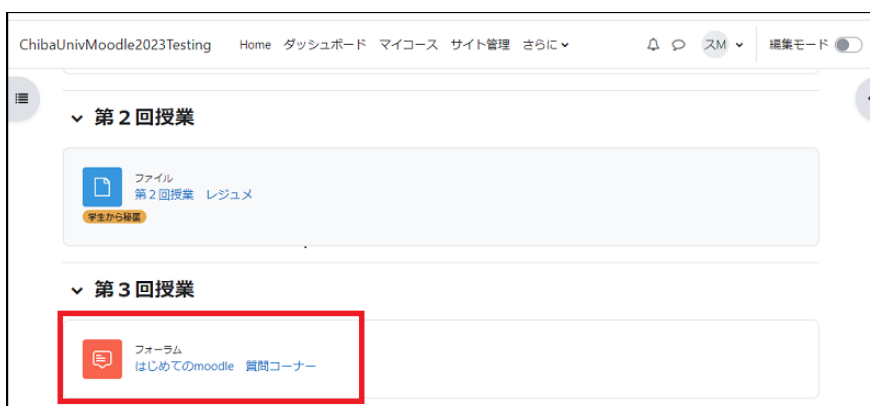 ChibaUnivMoodle2023Testing Home ダッシュボード マイコース サイト管理 さらに スM 編集モード
第２回授業
ファイル
第２回授業　レジュメ
学生から秘匿
第３回授業
フォーラム
はじめてのmoodle　質問コーナー